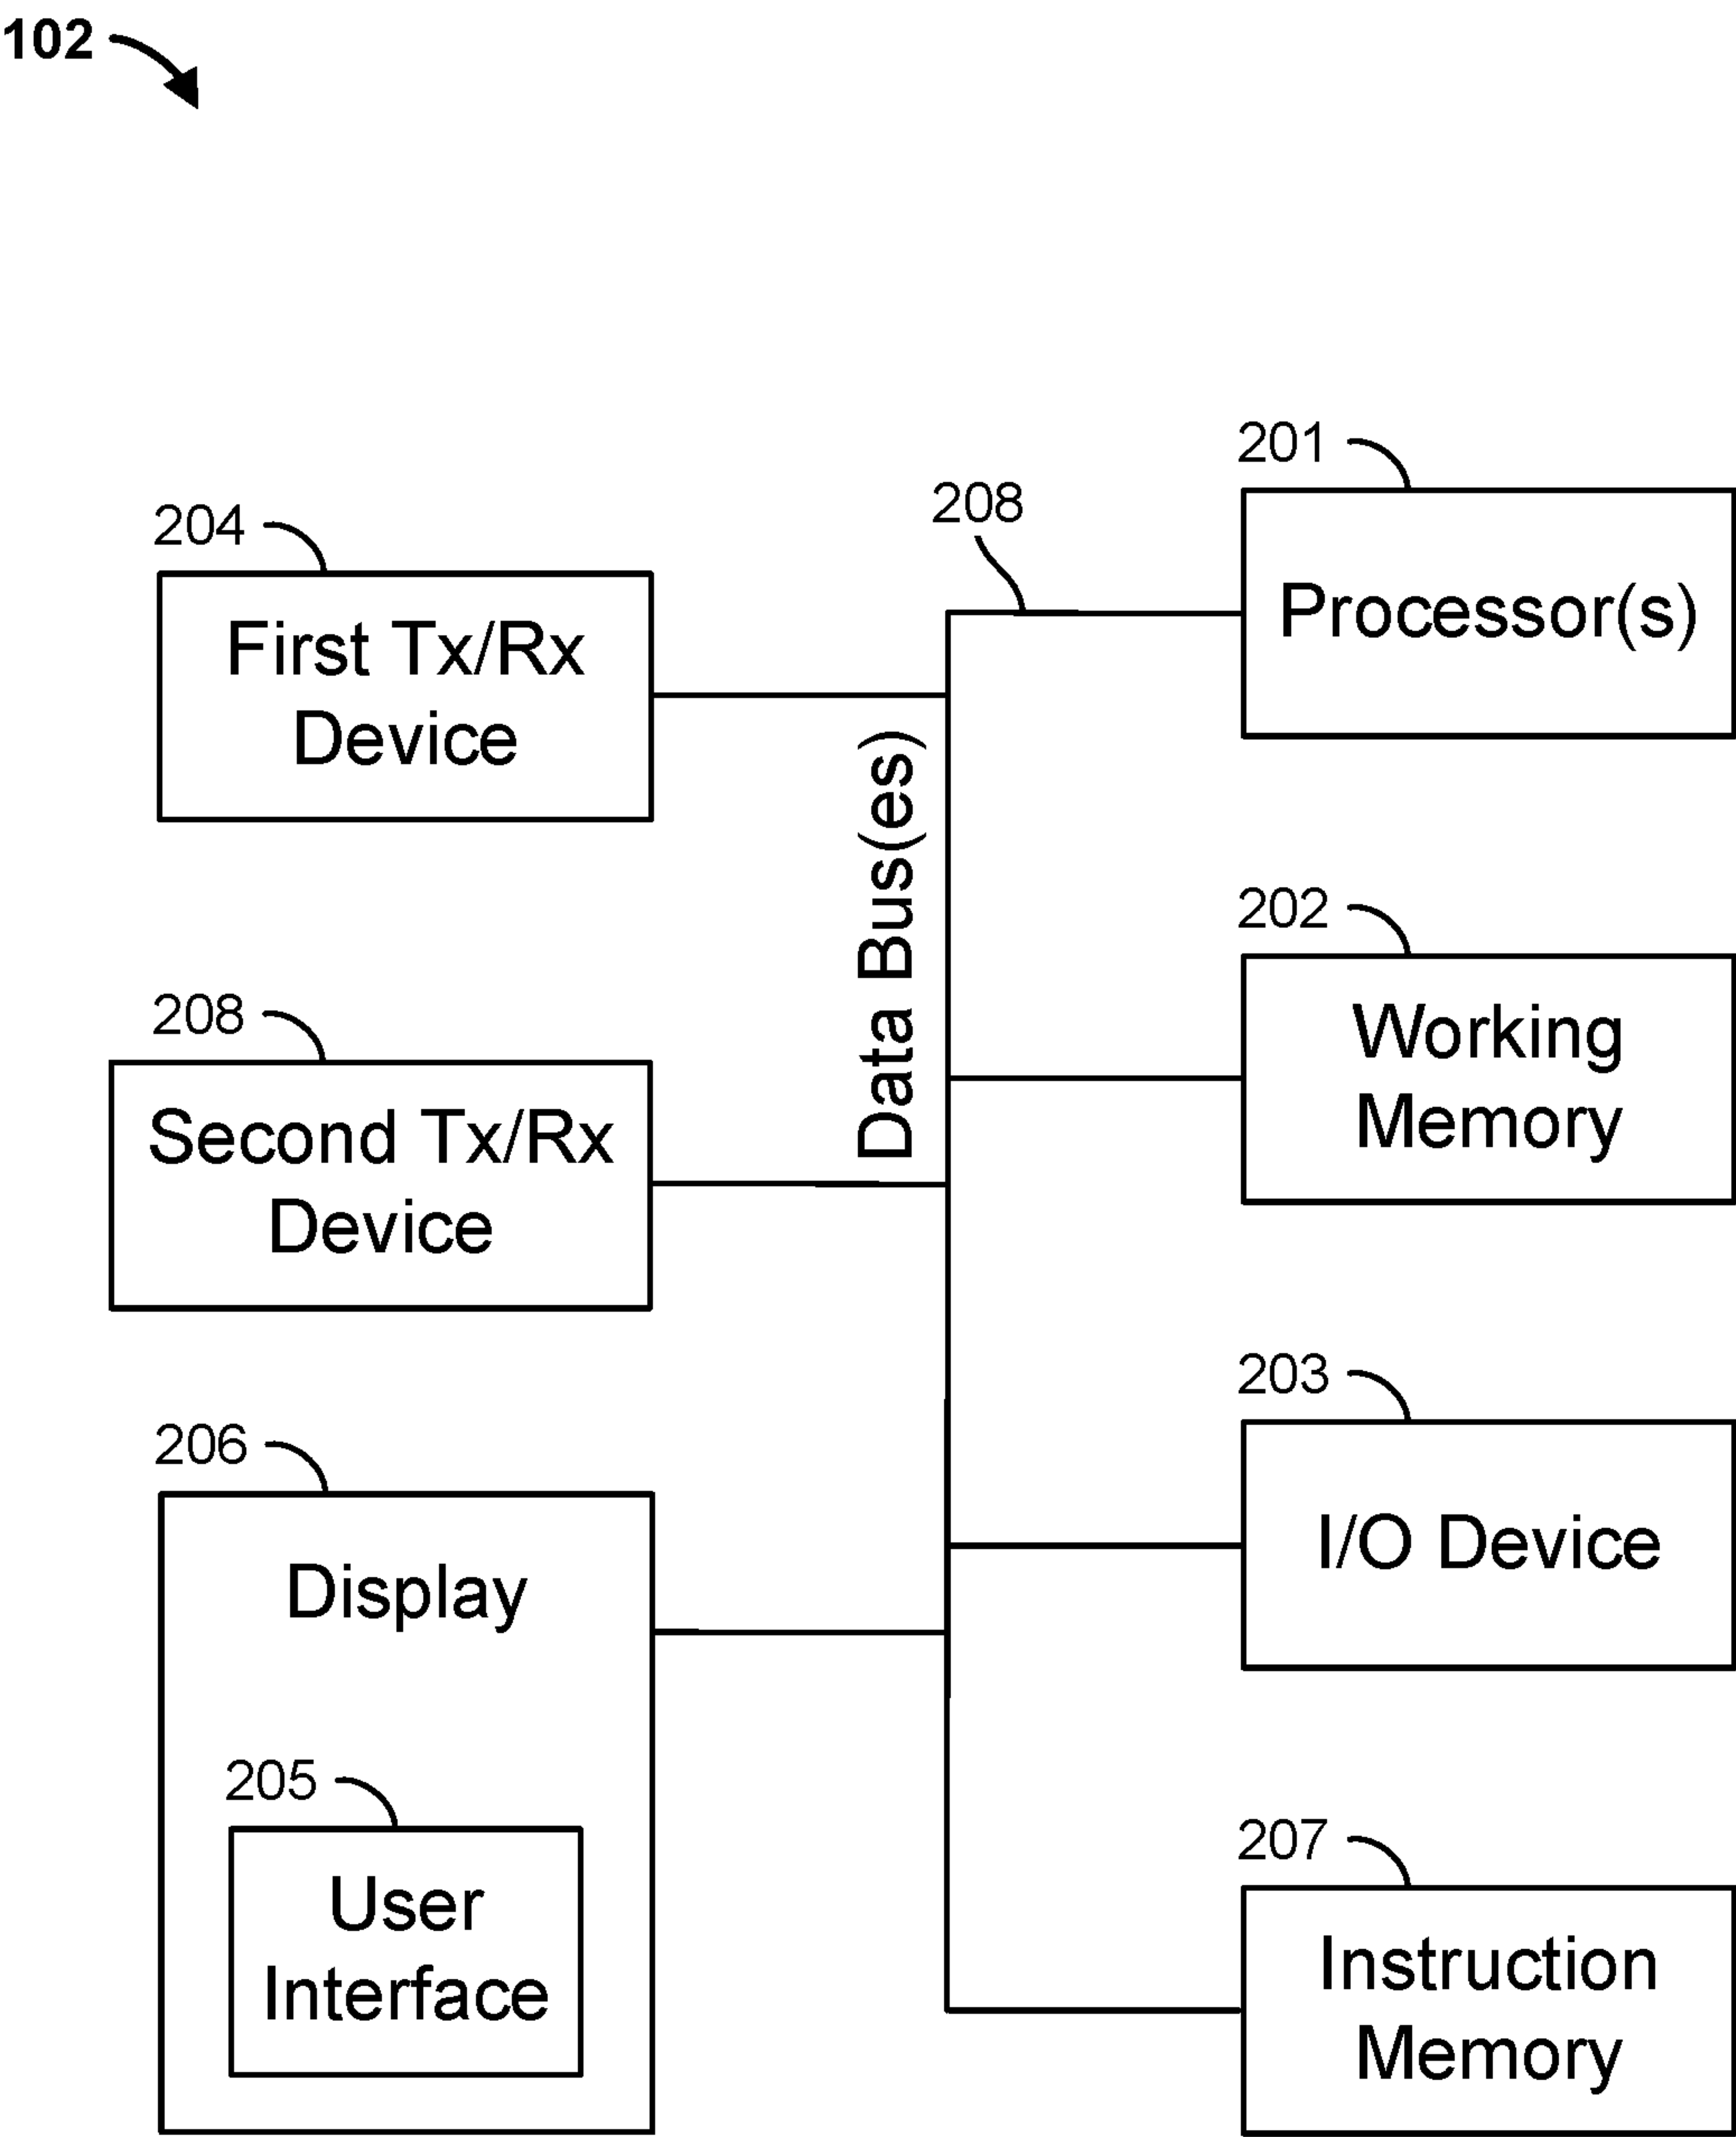 102
204
First Tx/Rx
Device
208
Second Tx/Rx
Device
206
Display
205
User
Interface
208
Data Bus(es)
201
Processor(s)
202
Working
Memory
203
I/O Device
207
Instruction
Memory